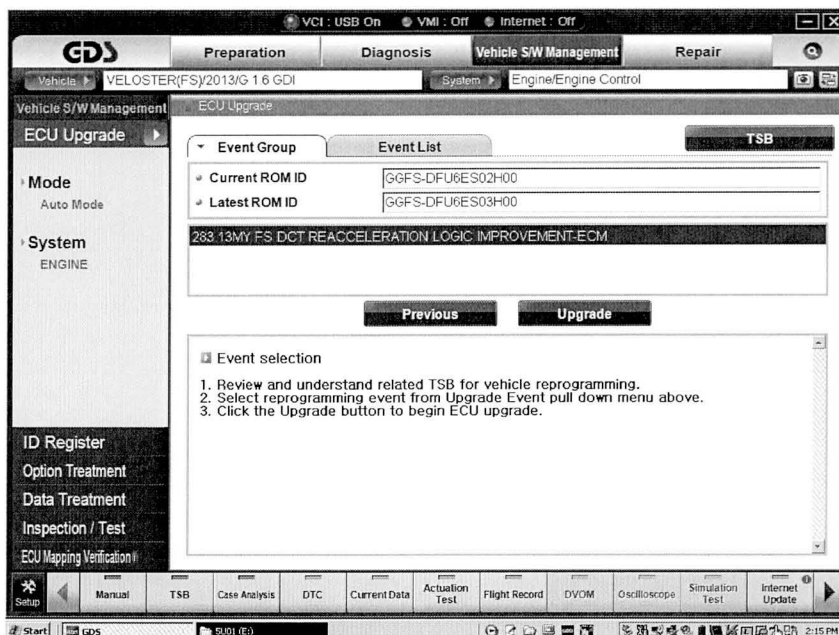 VCI : USB On VMI : Off Internet : Off
GDS Preparation Diagnosis Vehicle S/W Management Repair
Vehicle VELOSTER(FS)/2013/G 1.6 GDI System Engine/Engine Control
Vehicle S/W Management ECU Upgrade
ECU Upgrade
Event Group Event List TSB
Current ROM ID GGFS-DFU6ES02H00
Latest ROM ID GGFS-DFU6ES03H00
Mode
Auto Mode
System
ENGINE
283.13MY FS DCT REACCELERATION LOGIC IMPROVEMENT-ECM
Previous Upgrade
Event selection
1. Review and understand related TSB for vehicle reprogramming.
2. Select reprogramming event from Upgrade Event pull down menu above.
3. Click the Upgrade button to begin ECU upgrade.
ID Register
Option Treatment
Data Treatment
Inspection / Test
ECU Mapping Verification
Setup Manual TSB Case Analysis DTC Current Data Actuation Test Flight Record DVOM Oscilloscope Simulation Test Internet Update
Start GDS SU01 (E:) 2:15 PM